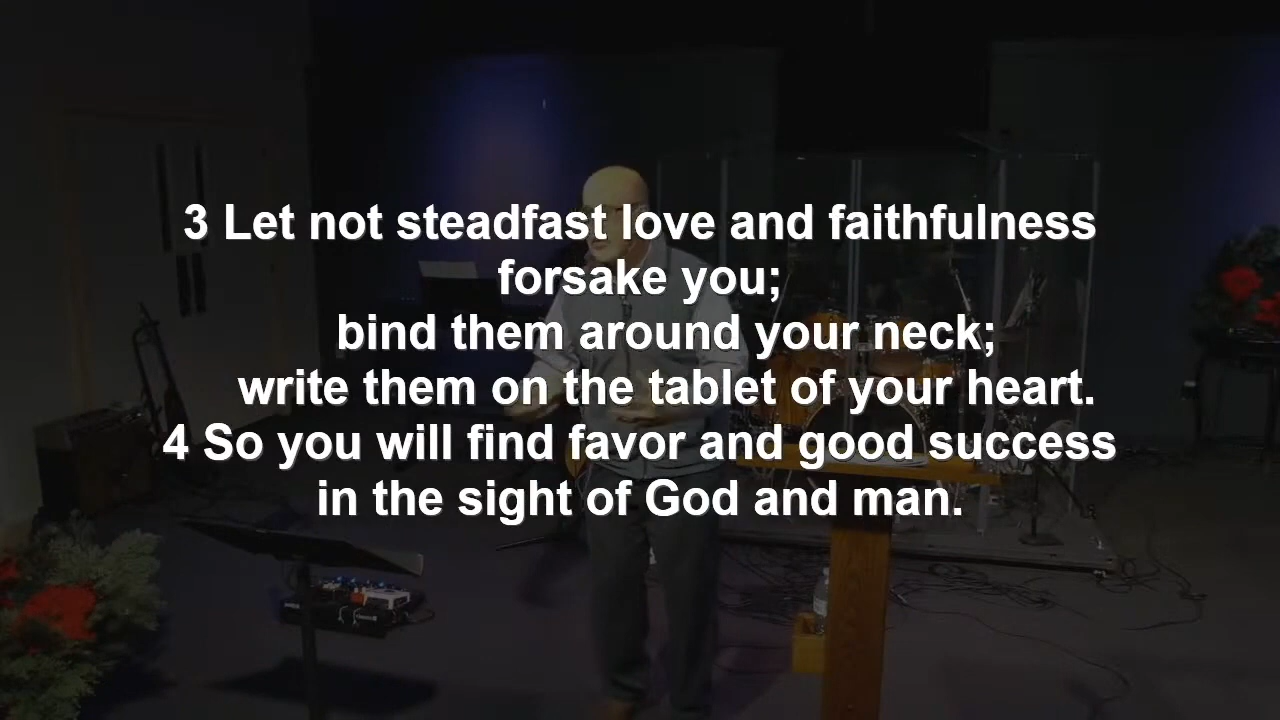 3 Let not steadfast love and faithfulness
forsake you;
bind them around your neck;
write them on the tablet of your heart.
4 So you will find favor and good success
in the sight of God and man.